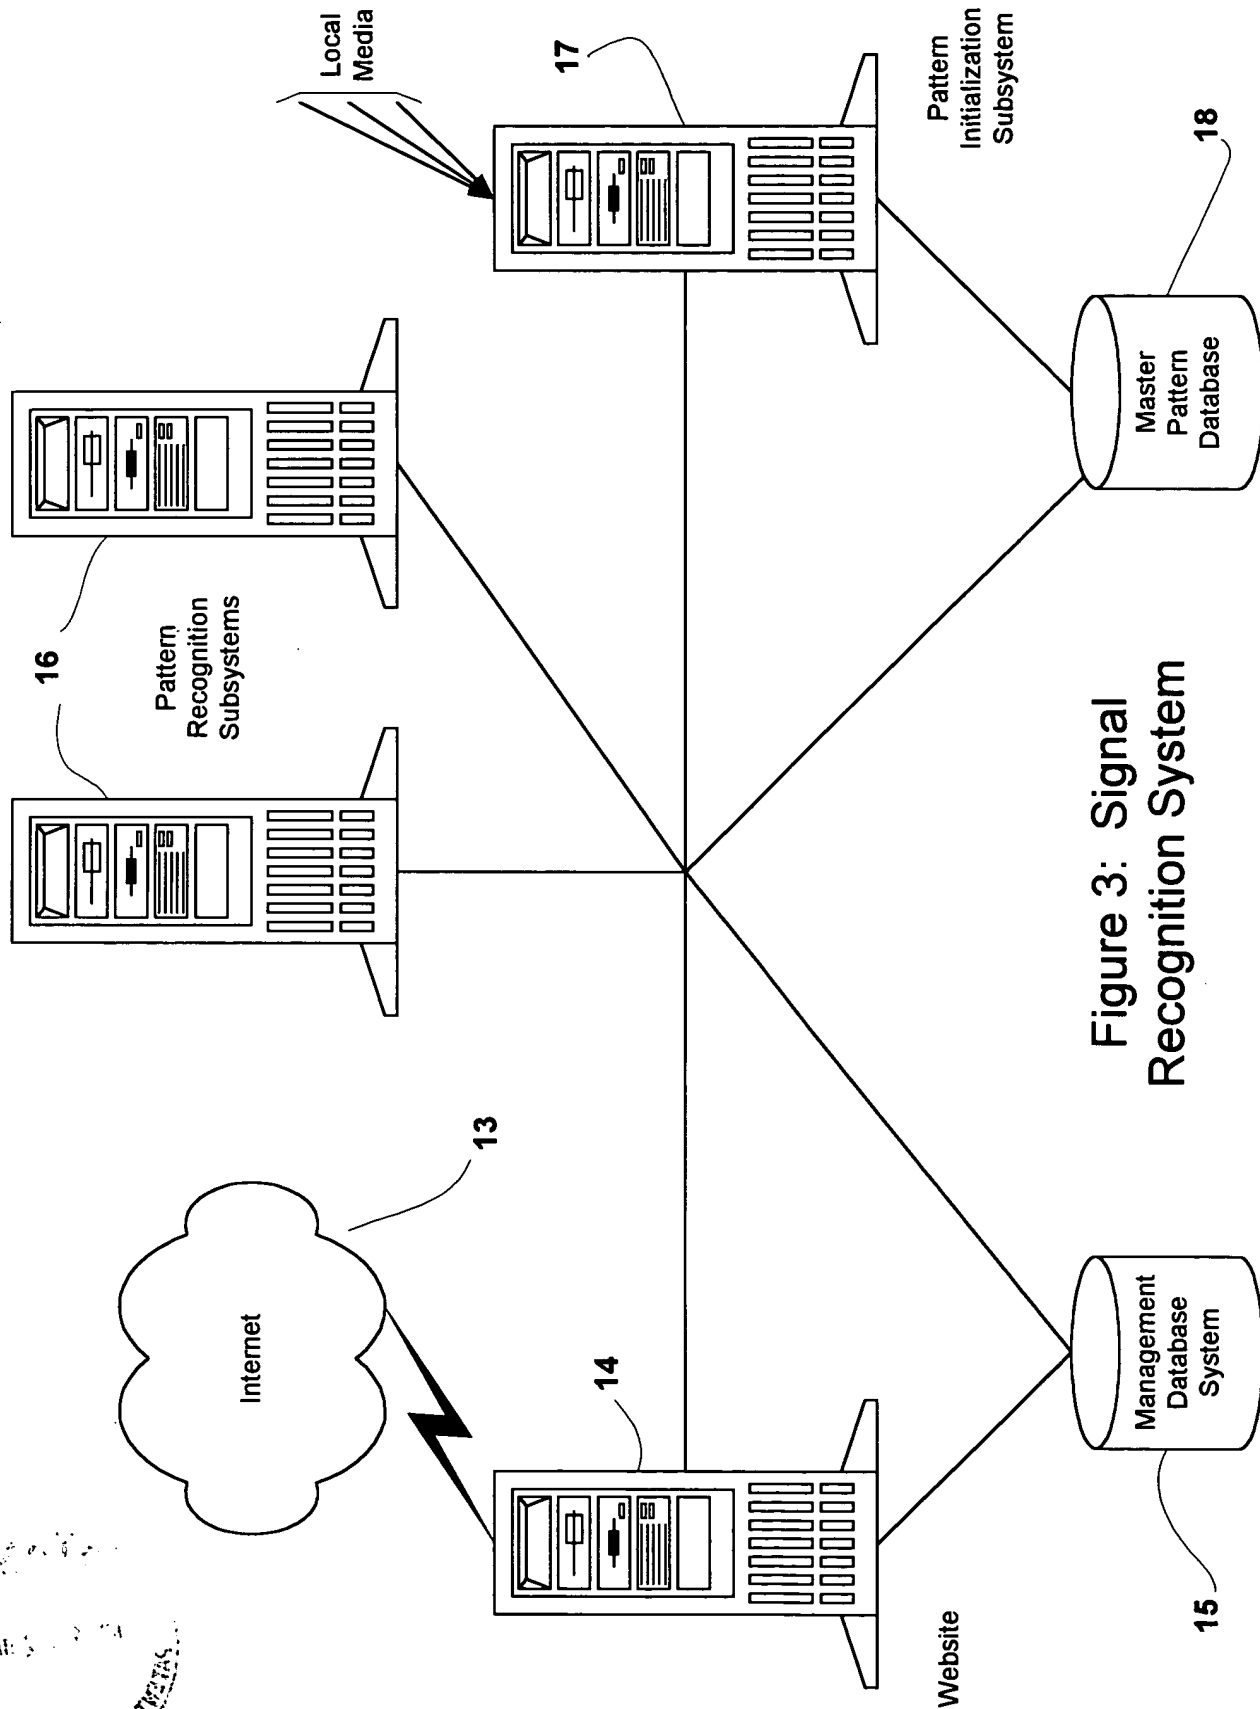 Internet
13
16
Pattern
Recognition
Subsystems
Local
Media
14
17
Website
Pattern
Initialization
Subsystem
Management
Database
System
15
Master
Pattern
Database
18
Figure 3: Signal
Recognition System